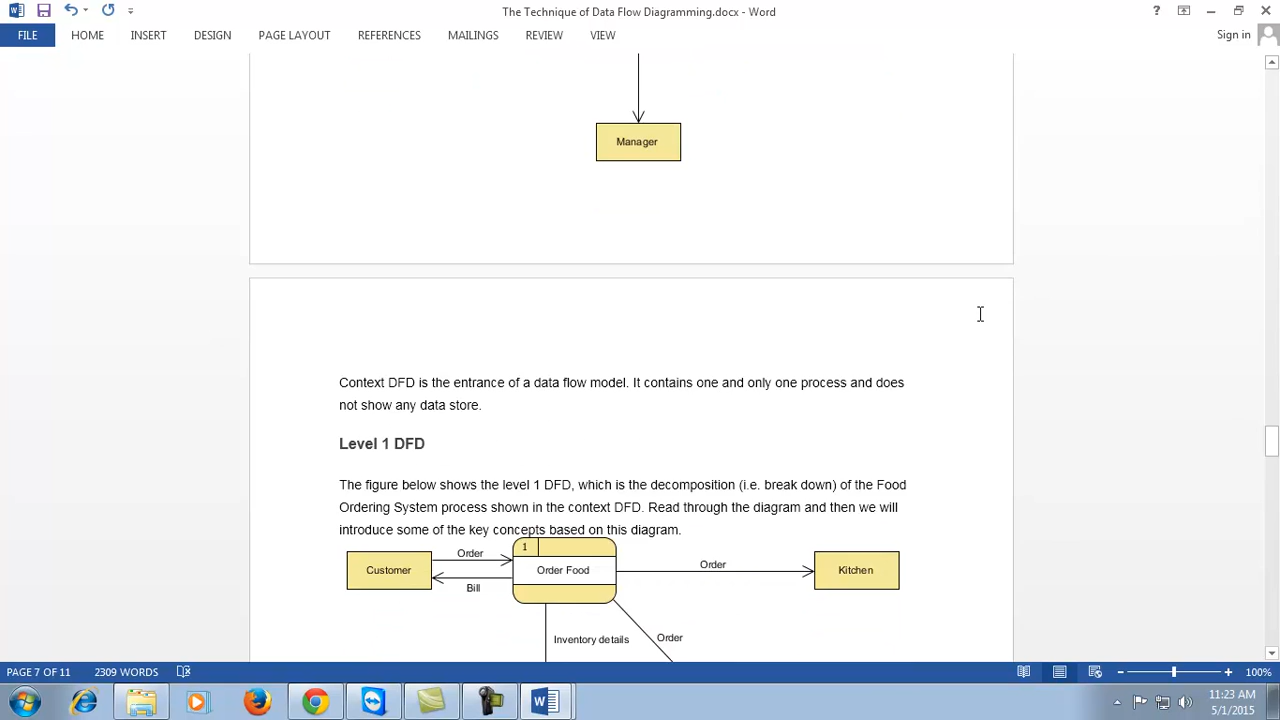 The Technique of Data Flow Diagramming.docx - Word
?
FILE HOME INSERT DESIGN PAGE LAYOUT REFERENCES MAILINGS REVIEW VIEW Sign in
Manager
Context DFD is the entrance of a data flow model. It contains one and only one process and does
not show any data store.
Level 1 DFD
The figure below shows the level 1 DFD, which is the decomposition (i.e. break down) of the Food
Ordering System process shown in the context DFD. Read through the diagram and then we will
introduce some of the key concepts based on this diagram.
1
Customer
Order
Bill
Order Food
Order
Kitchen
Inventory details
Order
PAGE 7 OF 11 2309 WORDS 100%
11:23 AM
5/1/2015